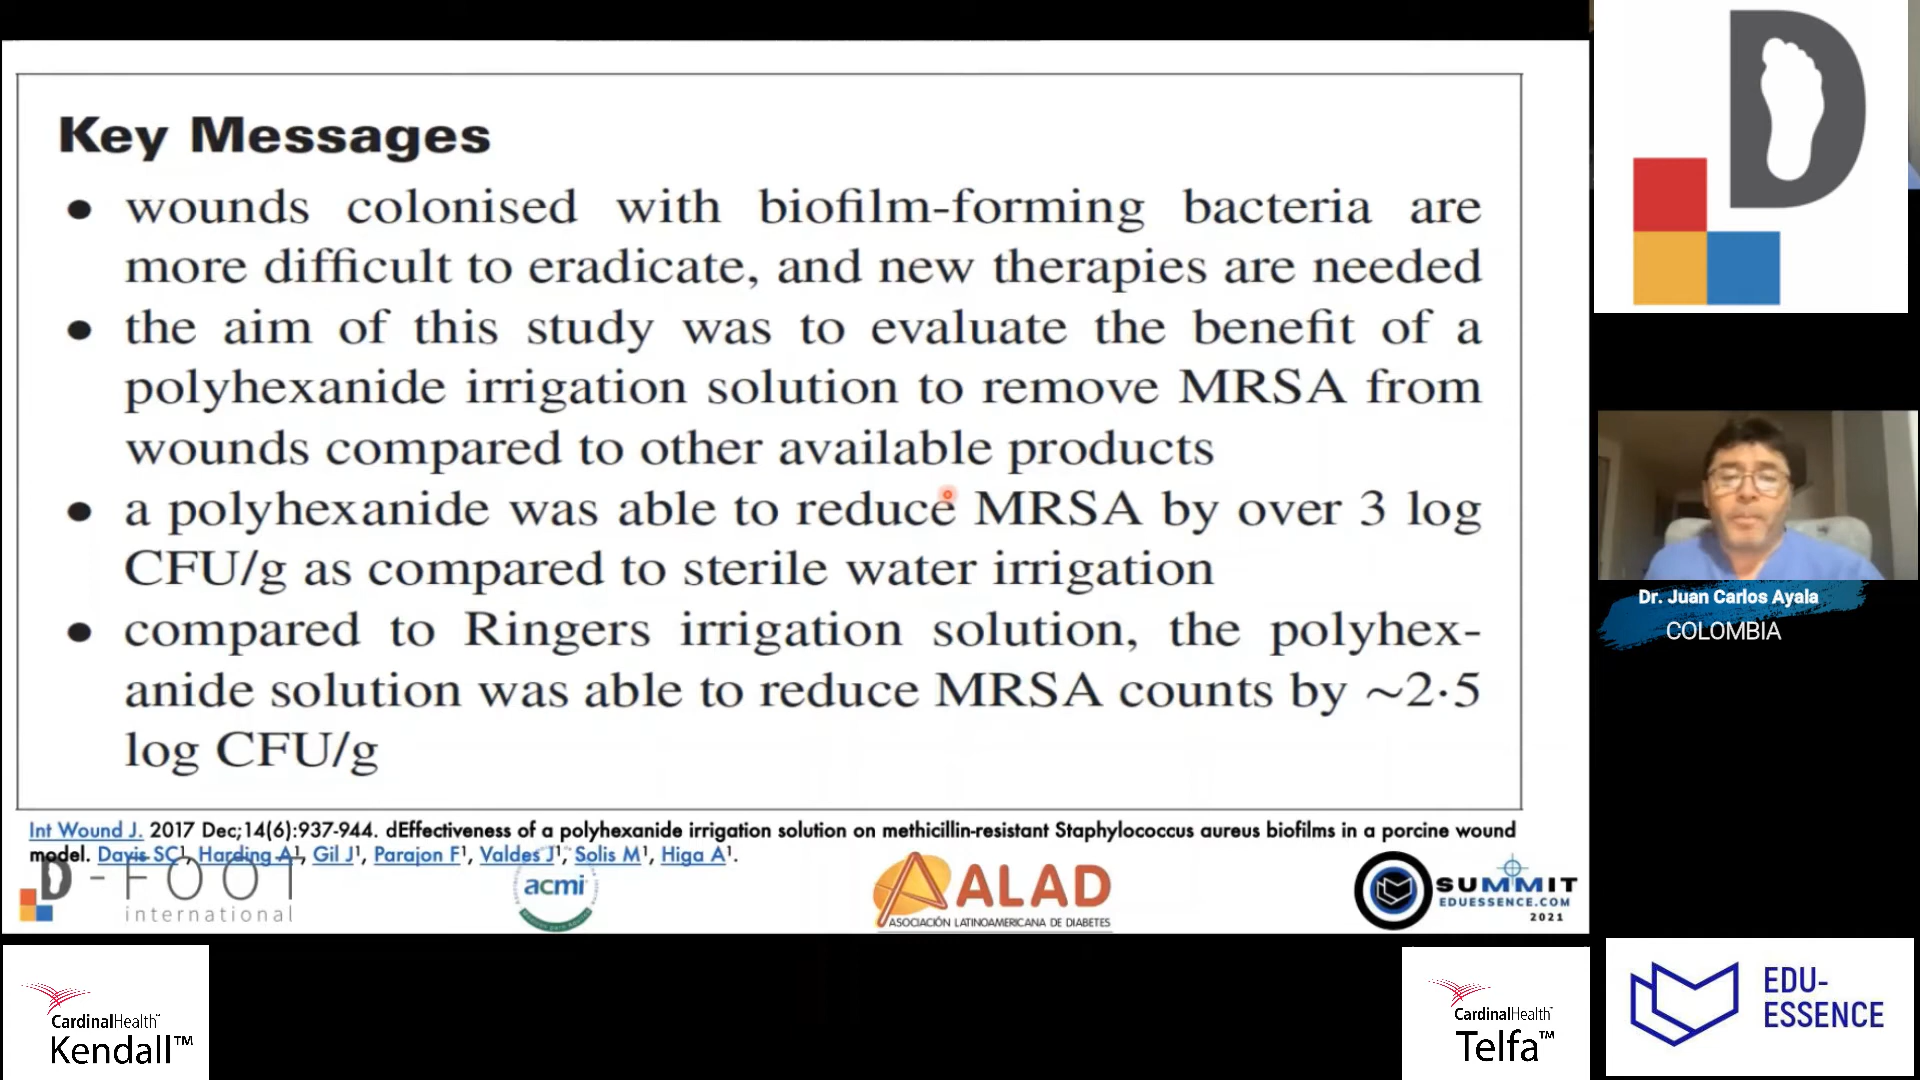 Key Messages
● wounds colonised with biofilm-forming bacteria are
more difficult to eradicate, and new therapies are needed
● the aim of this study was to evaluate the benefit of a
polyhexanide irrigation solution to remove MRSA from
wounds compared to other available products
● a polyhexanide was able to reduce MRSA by over 3 log
CFU/g as compared to sterile water irrigation
● compared to Ringers irrigation solution, the polyhex-
anide solution was able to reduce MRSA counts by ~2·5
log CFU/g
Int Wound J. 2017 Dec;14(6):937-944. dEffectiveness of a polyhexanide irrigation solution on methicillin-resistant Staphylococcus aureus biofilms in a porcine wound
model. Davis SC¹, Harding A¹, Gil J¹, Parajon F¹, Valdes J¹, Solis M¹, Higa A¹.
D-FOOT
international
acmi
ALAD
ASOCIACIÓN LATINOAMERICANA DE DIABETES
SUMMIT
EDUESSENCE.COM
2021
D
Dr. Juan Carlos Ayala
COLOMBIA
CardinalHealth™
Kendall™
CardinalHealth™
Telfa™
EDU-
ESSENCE